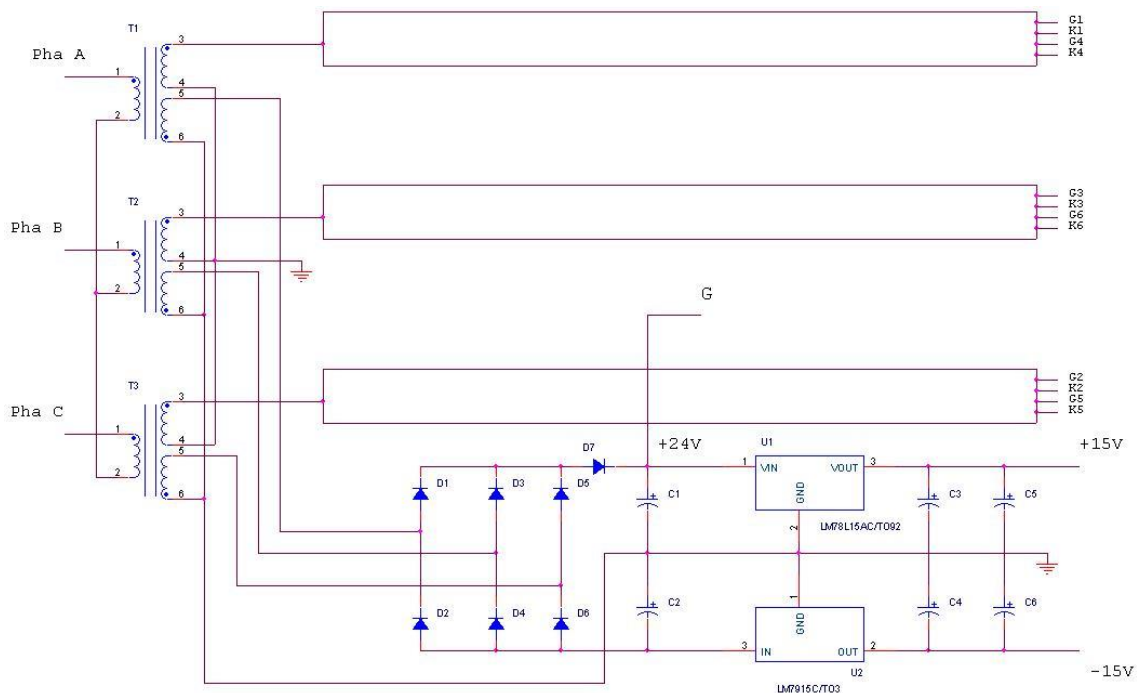 T1
Pha A
1
2
3
4
5
6
G1
K1
G4
K4
T2
Pha B
1
2
3
4
5
6
G3
K3
G6
K6
G
T3
Pha C
1
2
3
4
5
6
G2
K2
G5
K5
+24V
+15V
D7
U1
1
VIN
VOUT
3
GND
2
LM78L15AC/TO92
D1
D3
D5
C1
C3
C5
D2
D4
D6
C2
C4
C6
1
GND
3
IN
OUT
2
U2
LM7915C/TO3
-15V